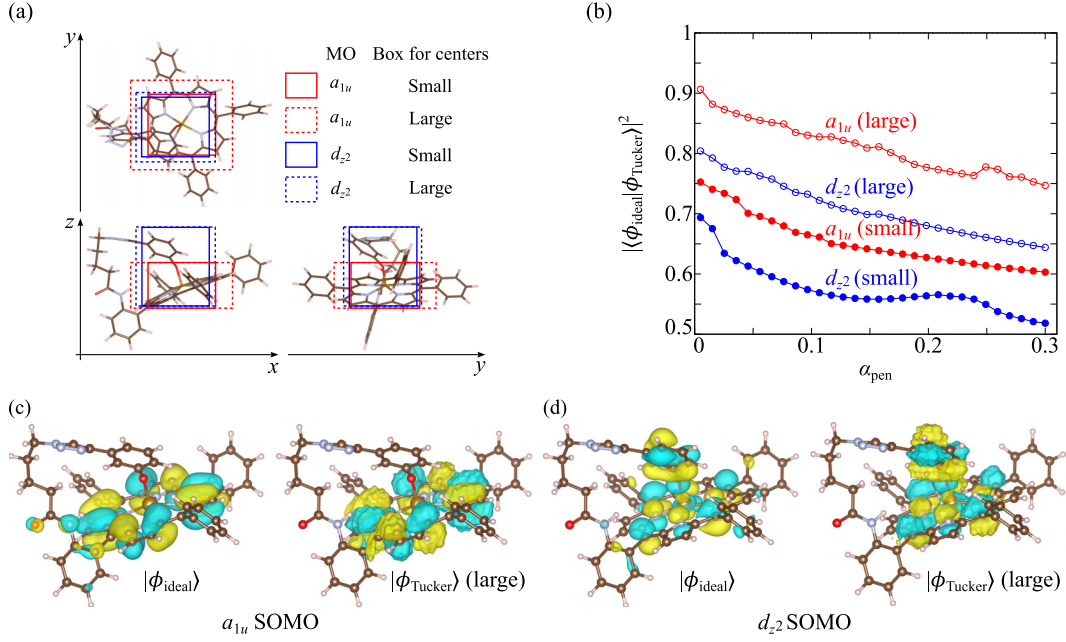 (a)
y
MO Box for centers
a1u Small
a1u Large
dz2 Small
dz2 Large
z
x
y
(b)
|⟨ϕideal|ϕTucker⟩|²
1
0.9
0.8
0.7
0.6
0.5
a1u (large)
dz2 (large)
a1u (small)
dz2 (small)
0 0.1 0.2 0.3
αpen
(c)
|ϕideal⟩
|ϕTucker⟩ (large)
a1u SOMO
(d)
|ϕideal⟩
|ϕTucker⟩ (large)
dz2 SOMO